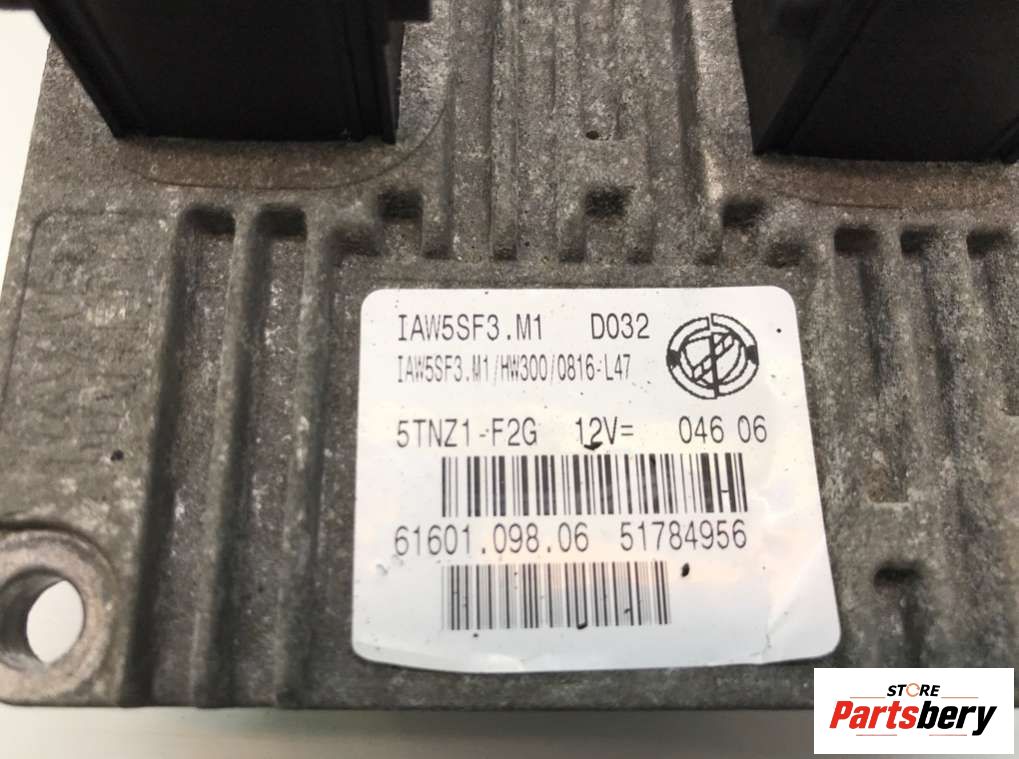 IAW5SF3.M1 D032
IAW5SF3.M1/HW300/0816-L47
5TNZ1-F2G 12V= 046 06
61601.098.06 51784956
STORE
Partsbery